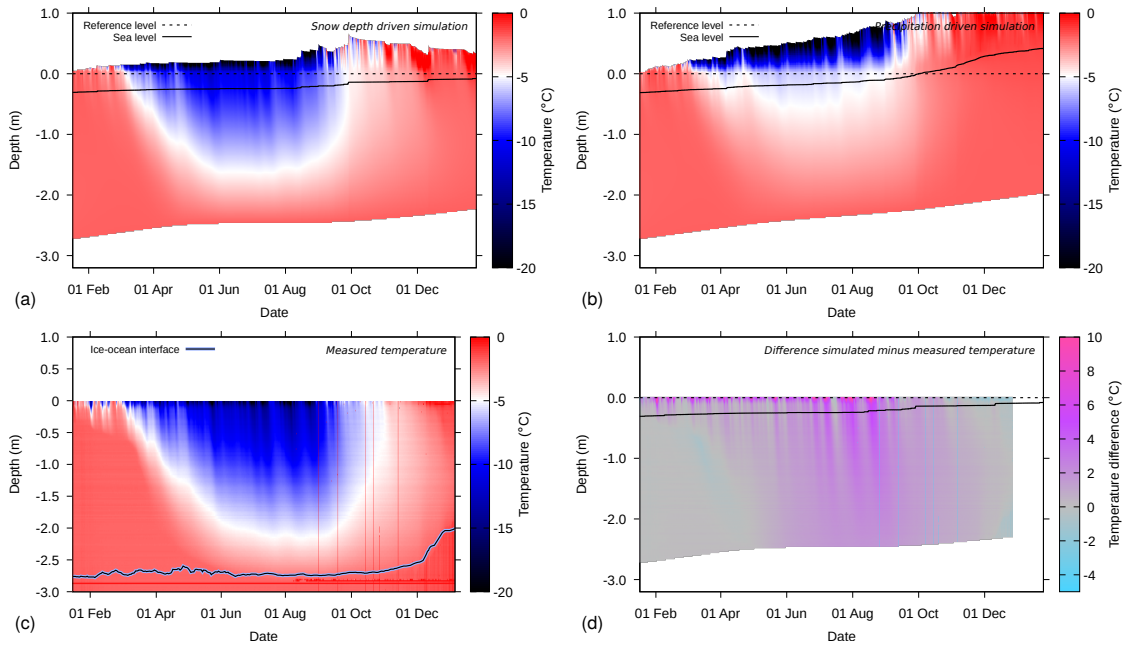 Reference level
Sea level
Snow depth driven simulation
1.0
0.0
-1.0
-2.0
-3.0
Depth (m)
01 Feb 01 Apr 01 Jun 01 Aug 01 Oct 01 Dec
Date
0
-5
-10
-15
-20
Temperature (°C)
(a)
Reference level
Sea level
Precipitation driven simulation
1.0
0.0
-1.0
-2.0
-3.0
Depth (m)
01 Feb 01 Apr 01 Jun 01 Aug 01 Oct 01 Dec
Date
0
-5
-10
-15
-20
Temperature (°C)
(b)
Ice-ocean interface
Measured temperature
1.0
0.5
0
-0.5
-1.0
-1.5
-2.0
-2.5
-3.0
Depth (m)
01 Feb 01 Apr 01 Jun 01 Aug 01 Oct 01 Dec
Date
0
-5
-10
-15
-20
Temperature (°C)
(c)
Difference simulated minus measured temperature
1.0
0.0
-1.0
-2.0
-3.0
Depth (m)
01 Feb 01 Apr 01 Jun 01 Aug 01 Oct 01 Dec
Date
10
8
6
4
2
0
-2
-4
Temperature difference (°C)
(d)